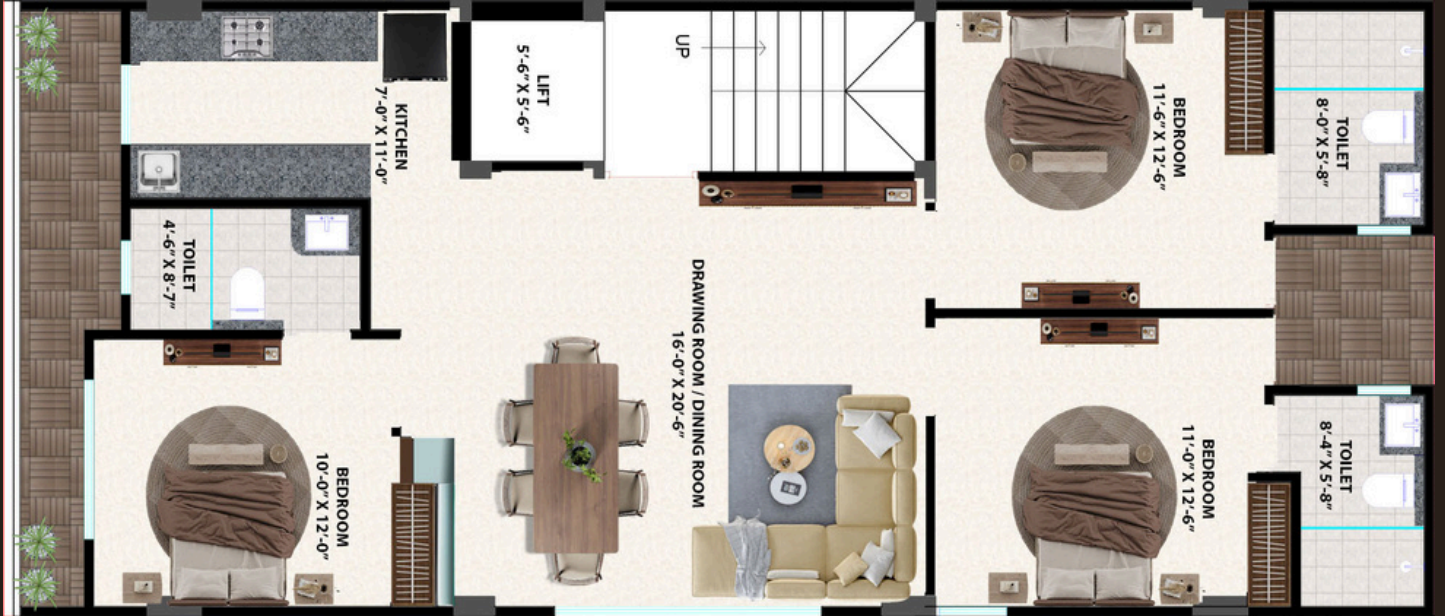 KITCHEN
7'-0" X 11'-0"
LIFT
5'-6" X 5'-6"
UP
BEDROOM
11'-6" X 12'-6"
TOILET
8'-0" X 5'-8"
TOILET
4'-6" X 8'-7"
DRAWING ROOM / DINING ROOM
16'-0" X 20'-6"
BEDROOM
10'-0" X 12'-0"
BEDROOM
11'-0" X 12'-6"
TOILET
8'-4" X 5'-8"